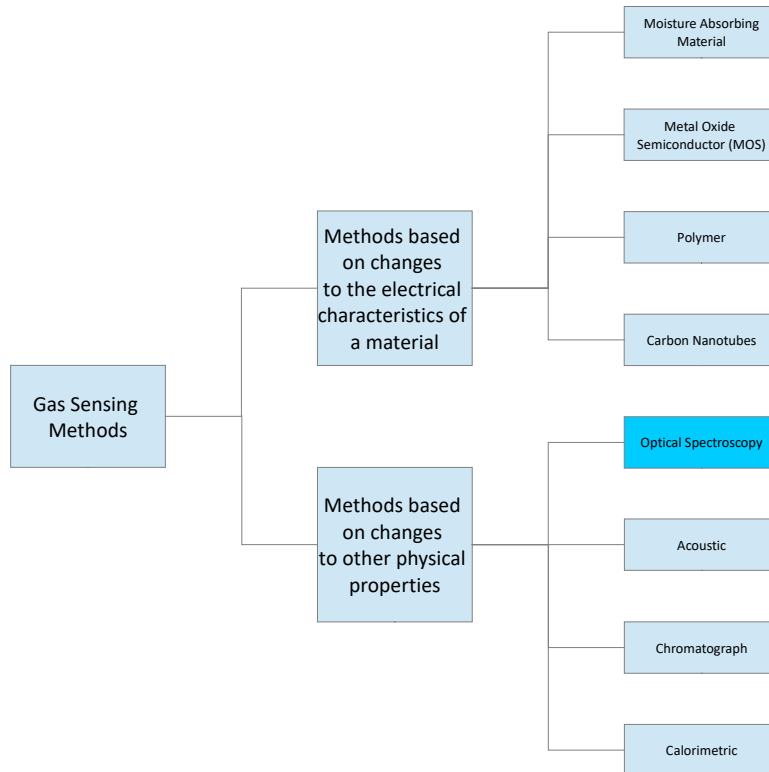 Gas Sensing
Methods
Methods based
on changes
to the electrical
characteristics of
a material
Moisture Absorbing
Material
Metal Oxide
Semiconductor (MOS)
Polymer
Carbon Nanotubes
Methods based
on changes
to other physical
properties
Optical Spectroscopy
Acoustic
Chromatograph
Calorimetric